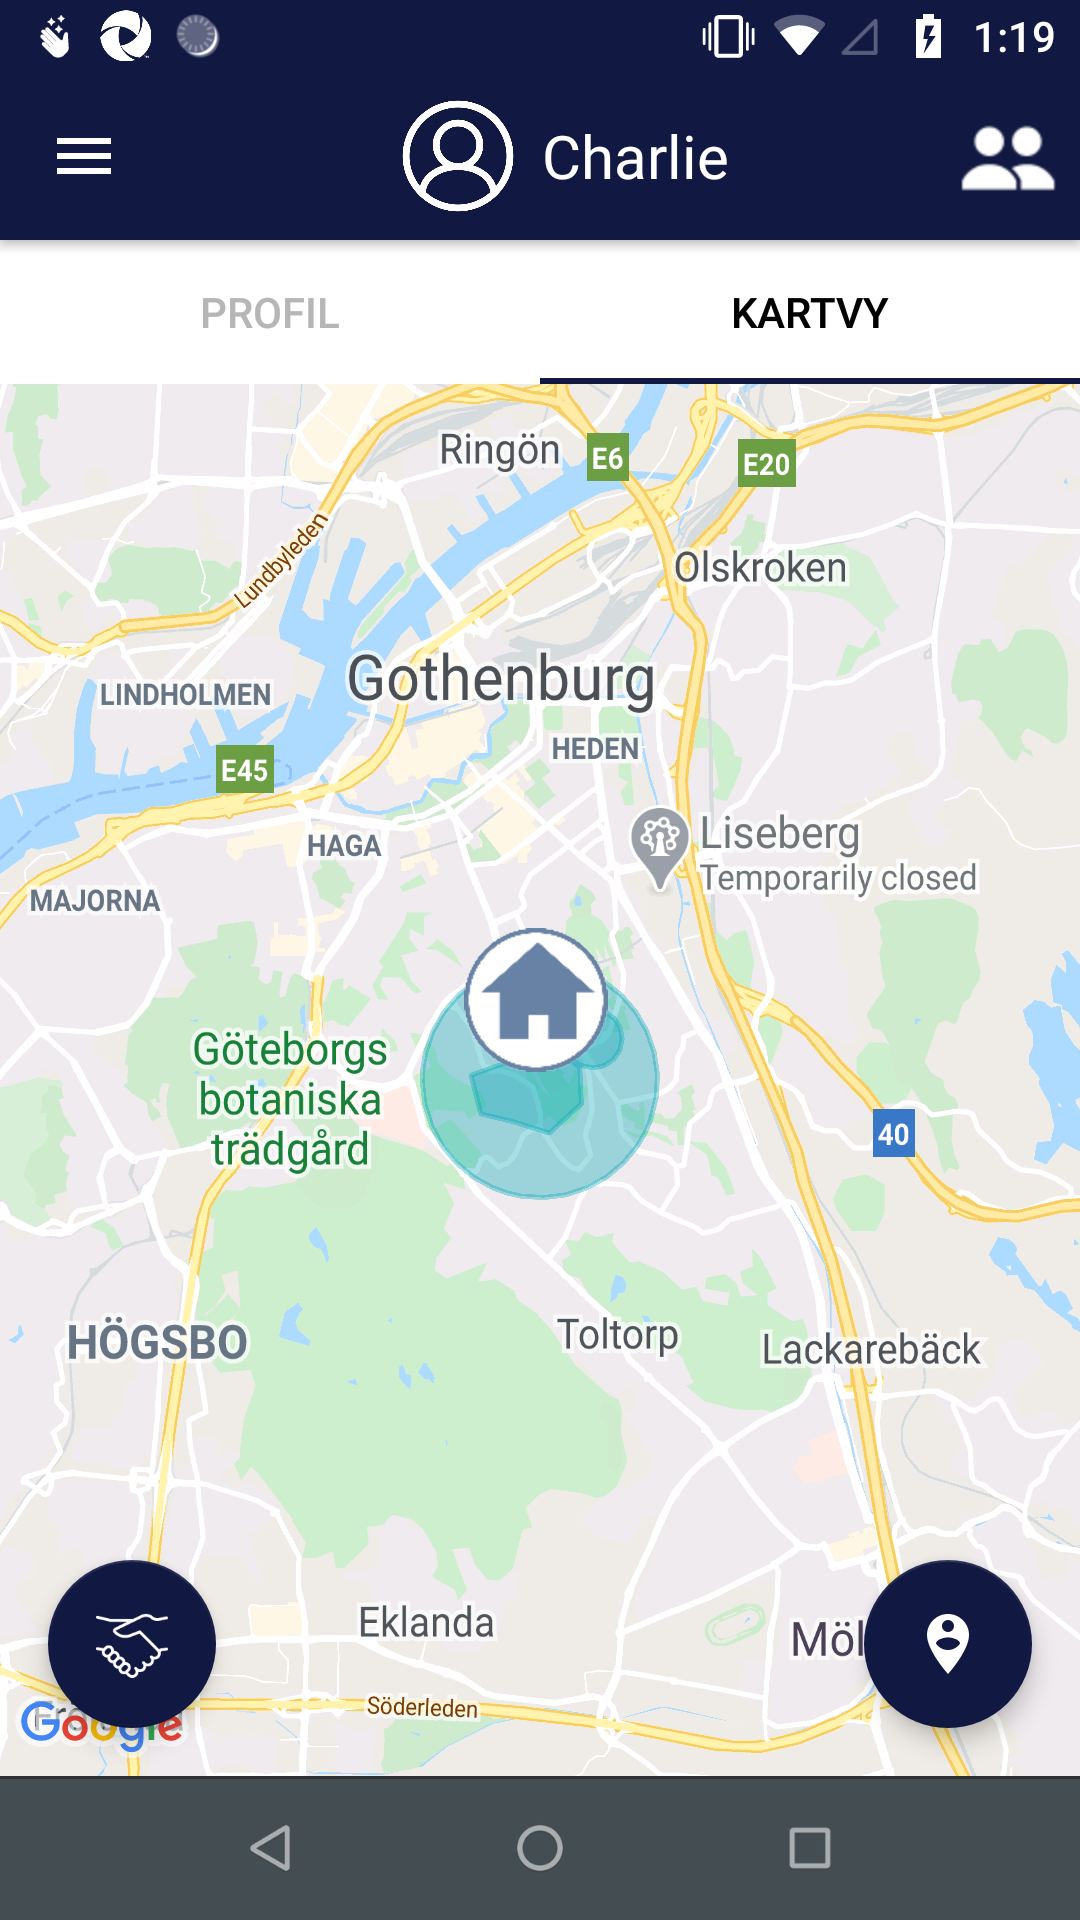 1:19
Charlie
PROFIL
KARTVY
Ringön
E6
E20
Lundbyleden
Olskroken
Gothenburg
LINDHOLMEN
HEDEN
E45
Liseberg
HAGA
Temporarily closed
MAJORNA
Göteborgs
botaniska
trädgård
40
HÖGSBO
Toltorp
Lackarebäck
Eklanda
Söderleden
Google